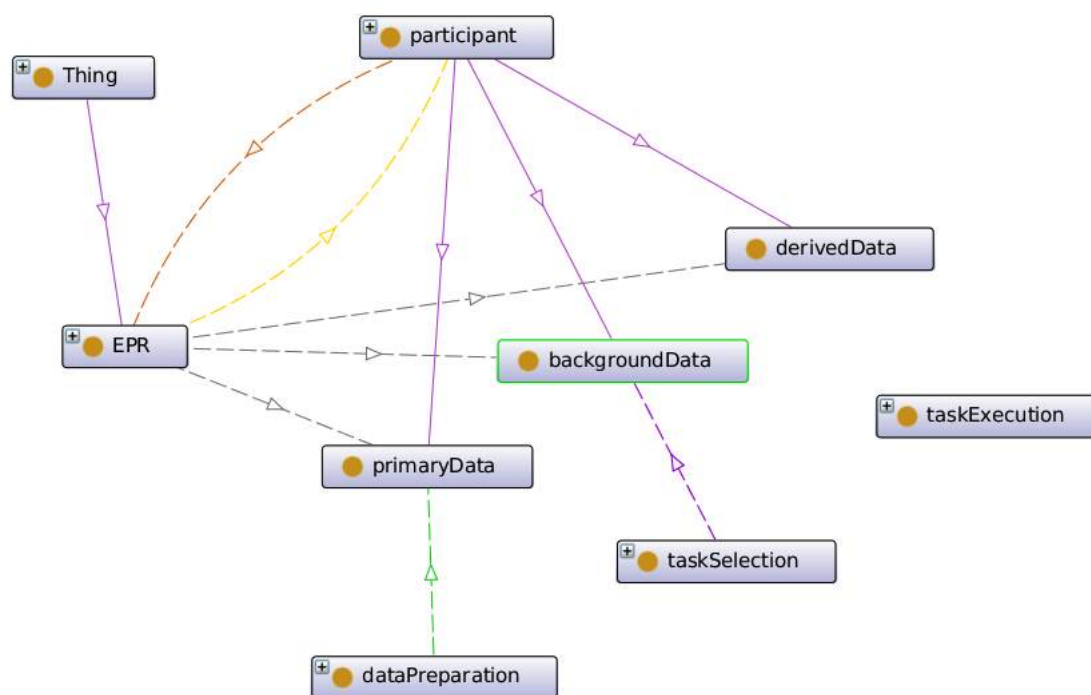 participant
Thing
derivedData
EPR
backgroundData
taskExecution
primaryData
taskSelection
dataPreparation